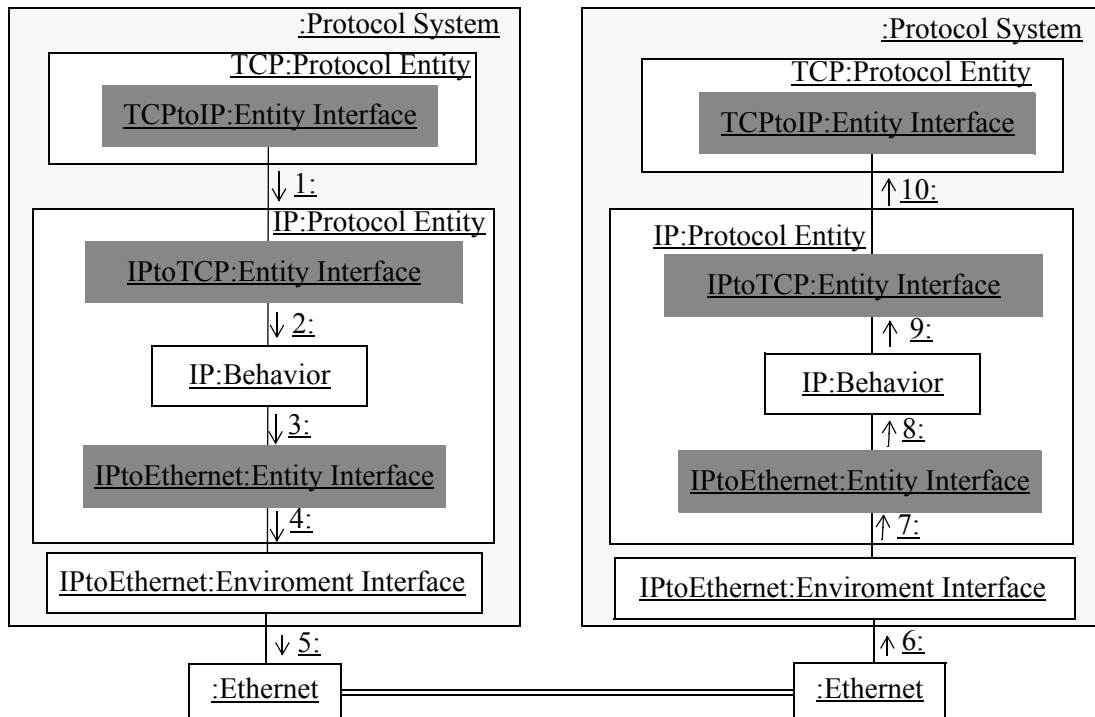 :Protocol System
TCP:Protocol Entity
TCPtoIP:Entity Interface
1:
IP:Protocol Entity
IPtoTCP:Entity Interface
2:
IP:Behavior
3:
IPtoEthernet:Entity Interface
4:
IPtoEthernet:Enviroment Interface
5:
:Ethernet
:Protocol System
TCP:Protocol Entity
TCPtoIP:Entity Interface
10:
IP:Protocol Entity
IPtoTCP:Entity Interface
9:
IP:Behavior
8:
IPtoEthernet:Entity Interface
7:
IPtoEthernet:Enviroment Interface
6:
:Ethernet